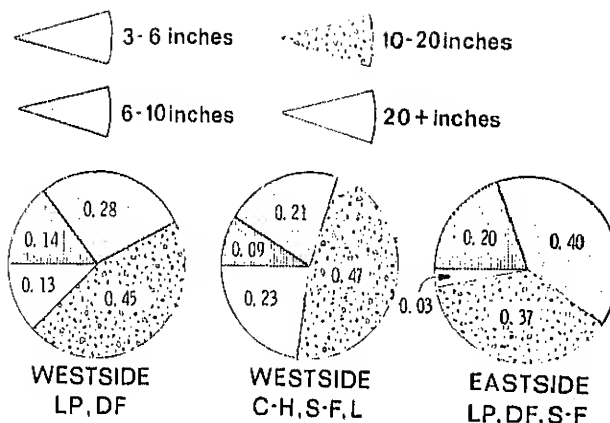 3-6 inches
10-20 inches
6-10 inches
20+ inches
0.28
0.14
0.13
0.45
0.21
0.09
0.23
0.47
0.20
0.40
0.03
0.37
WESTSIDE
LP, DF
WESTSIDE
C-H, S-F, L
EASTSIDE
LP, DF, S-F